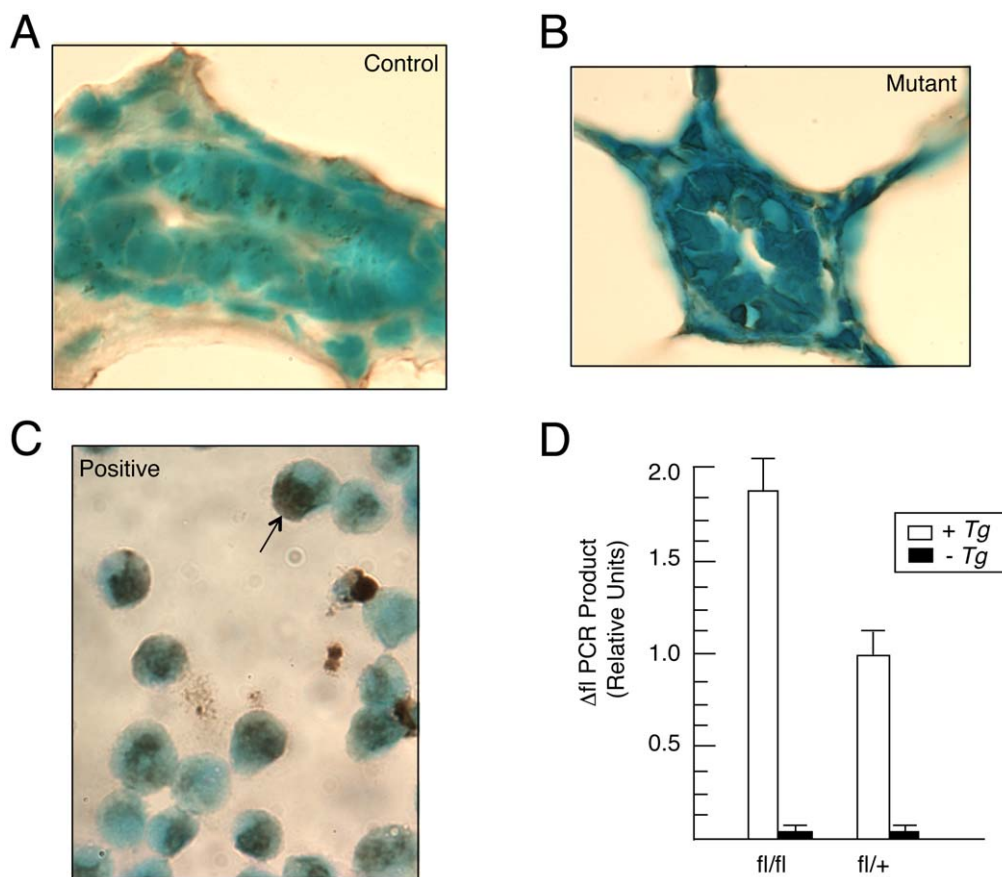 A
Control
B
Mutant
C
Positive
D
ΔfI PCR Product
(Relative Units)
2.0
1.5
1.0
0.5
+ Tg
- Tg
fl/fl
fl/+